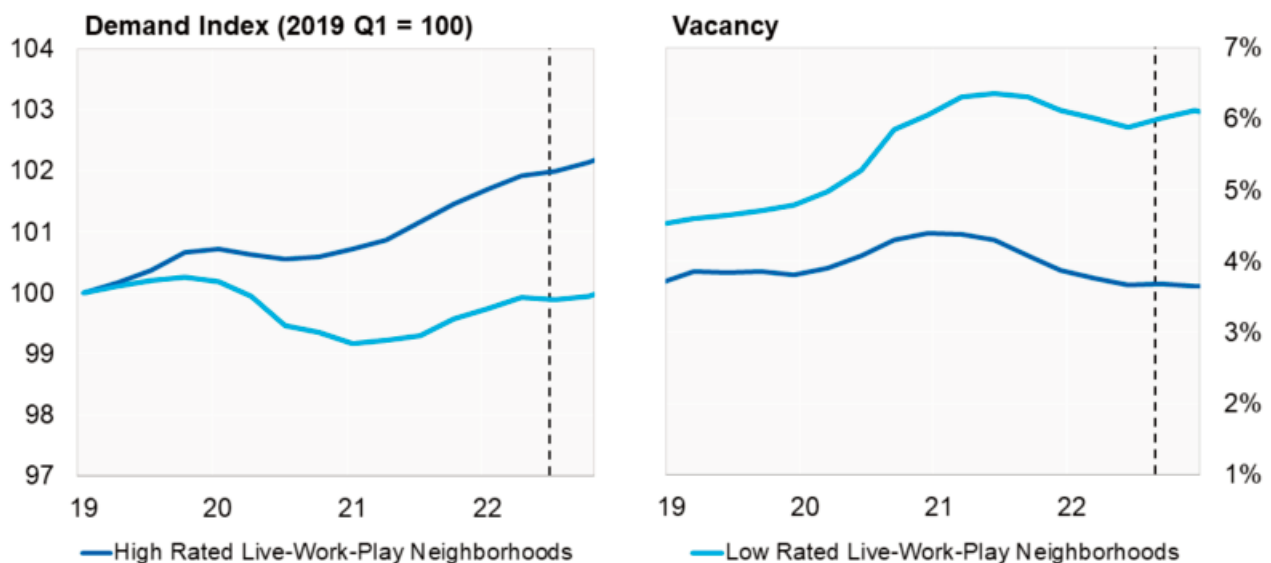 Demand Index (2019 Q1 = 100)
104
103
102
101
100
99
98
97
19 20 21 22
High Rated Live-Work-Play Neighborhoods
Vacancy
7%
6%
5%
4%
3%
2%
1%
19 20 21 22
Low Rated Live-Work-Play Neighborhoods